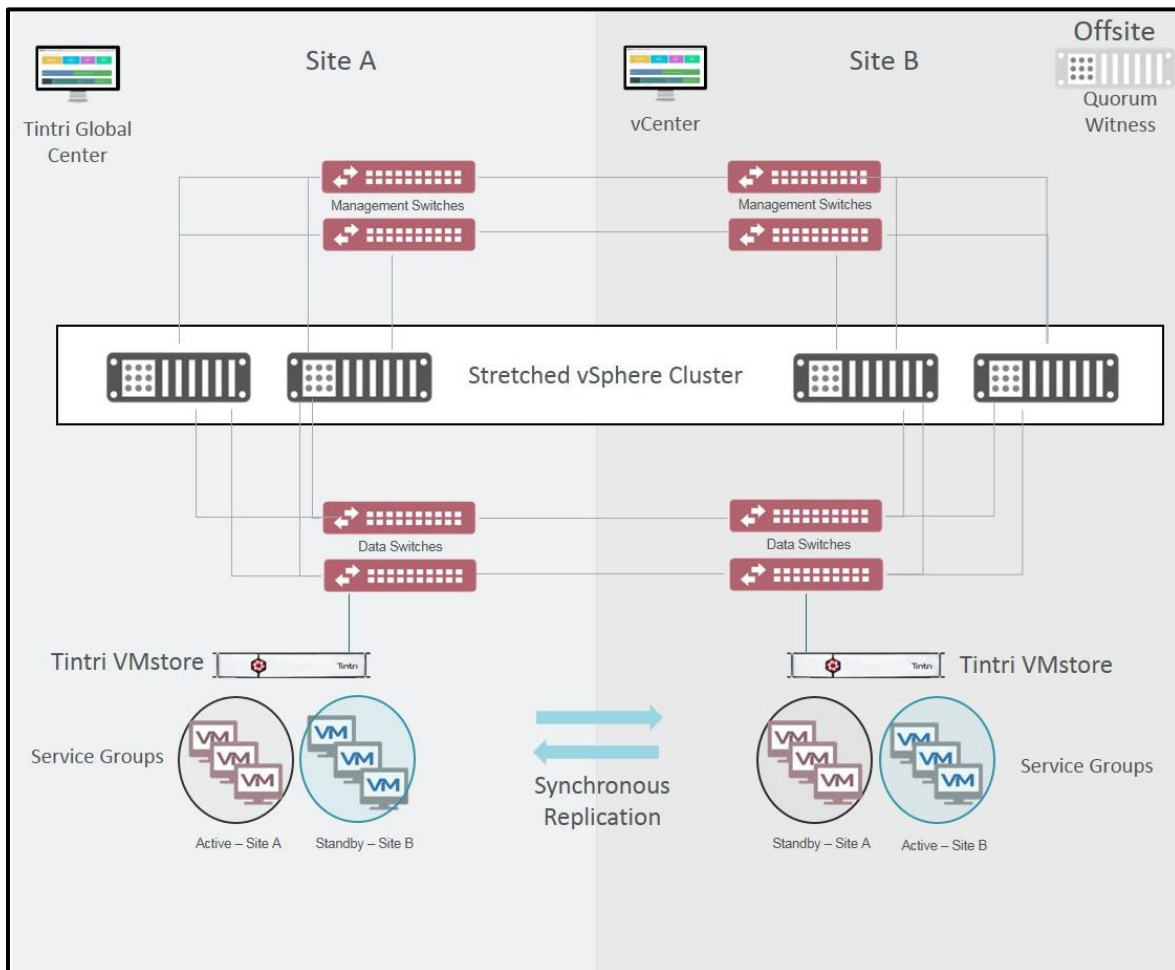 Site A
Site B
Offsite
Tintri Global
Center
vCenter
Quorum
Witness
Management Switches
Management Switches
Stretched vSphere Cluster
Data Switches
Data Switches
Tintri VMstore
Tintri
Tintri
Tintri VMstore
Service Groups
VM
VM
VM
VM
VM
VM
Synchronous
Replication
VM
VM
VM
VM
VM
VM
Service Groups
Active – Site A
Standby – Site B
Standby – Site A
Active – Site B